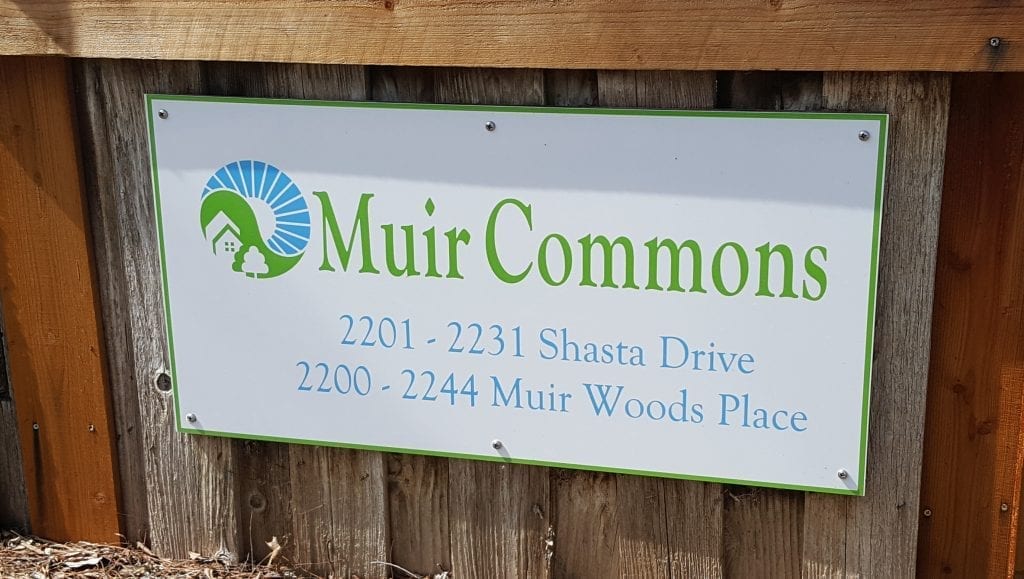 Muir Commons
2201 - 2231 Shasta Drive
2200 - 2244 Muir Woods Place